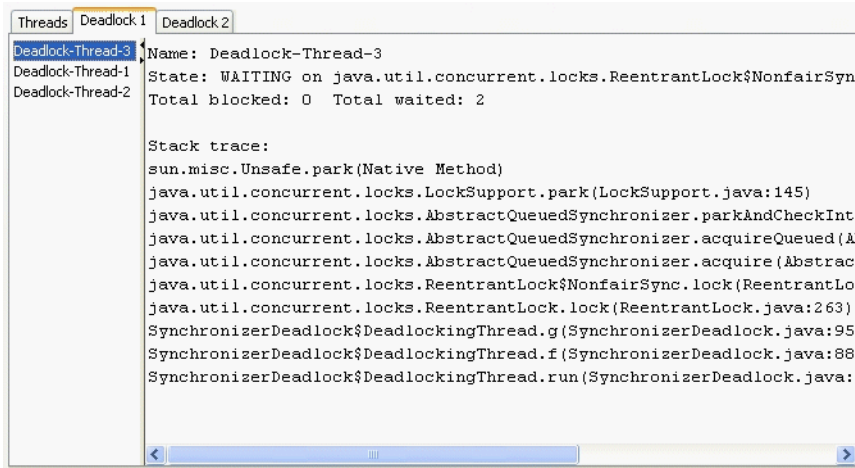 Threads Deadlock 1 Deadlock 2
Deadlock-Thread-3
Deadlock-Thread-1
Deadlock-Thread-2
Name: Deadlock-Thread-3
State: WAITING on java.util.concurrent.locks.ReentrantLock$NonfairSyn
Total blocked: 0 Total waited: 2
Stack trace:
sun.misc.Unsafe.park(Native Method)
java.util.concurrent.locks.LockSupport.park(LockSupport.java:145)
java.util.concurrent.locks.AbstractQueuedSynchronizer.parkAndCheckInt
java.util.concurrent.locks.AbstractQueuedSynchronizer.acquireQueued(A
java.util.concurrent.locks.AbstractQueuedSynchronizer.acquire(Abstrac
java.util.concurrent.locks.ReentrantLock$NonfairSync.lock(ReentrantLo
java.util.concurrent.locks.ReentrantLock.lock(ReentrantLock.java:263)
SynchronizerDeadlock$DeadlockingThread.g(SynchronizerDeadlock.java:95
SynchronizerDeadlock$DeadlockingThread.f(SynchronizerDeadlock.java:88
SynchronizerDeadlock$DeadlockingThread.run(SynchronizerDeadlock.java: